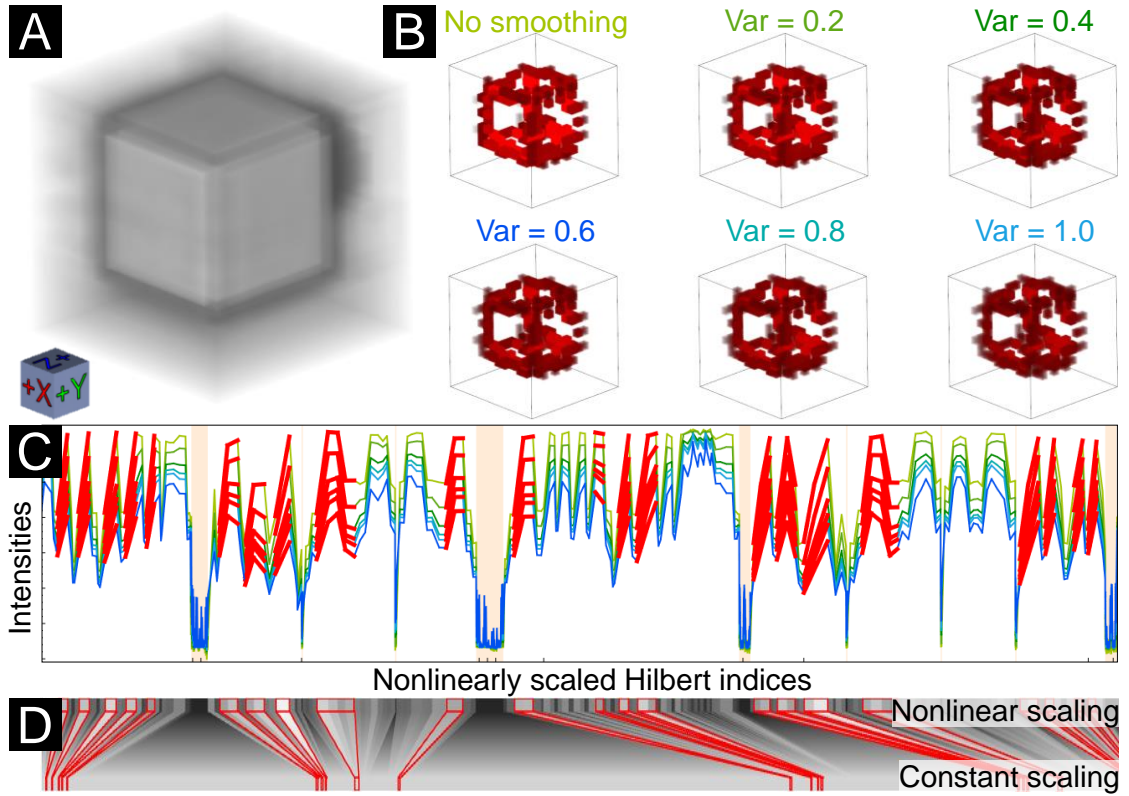 A
B
No smoothing
Var = 0.2
Var = 0.4
Var = 0.6
Var = 0.8
Var = 1.0
Z+
+X
+Y
C
Intensities
Nonlinearly scaled Hilbert indices
D
Nonlinear scaling
Constant scaling